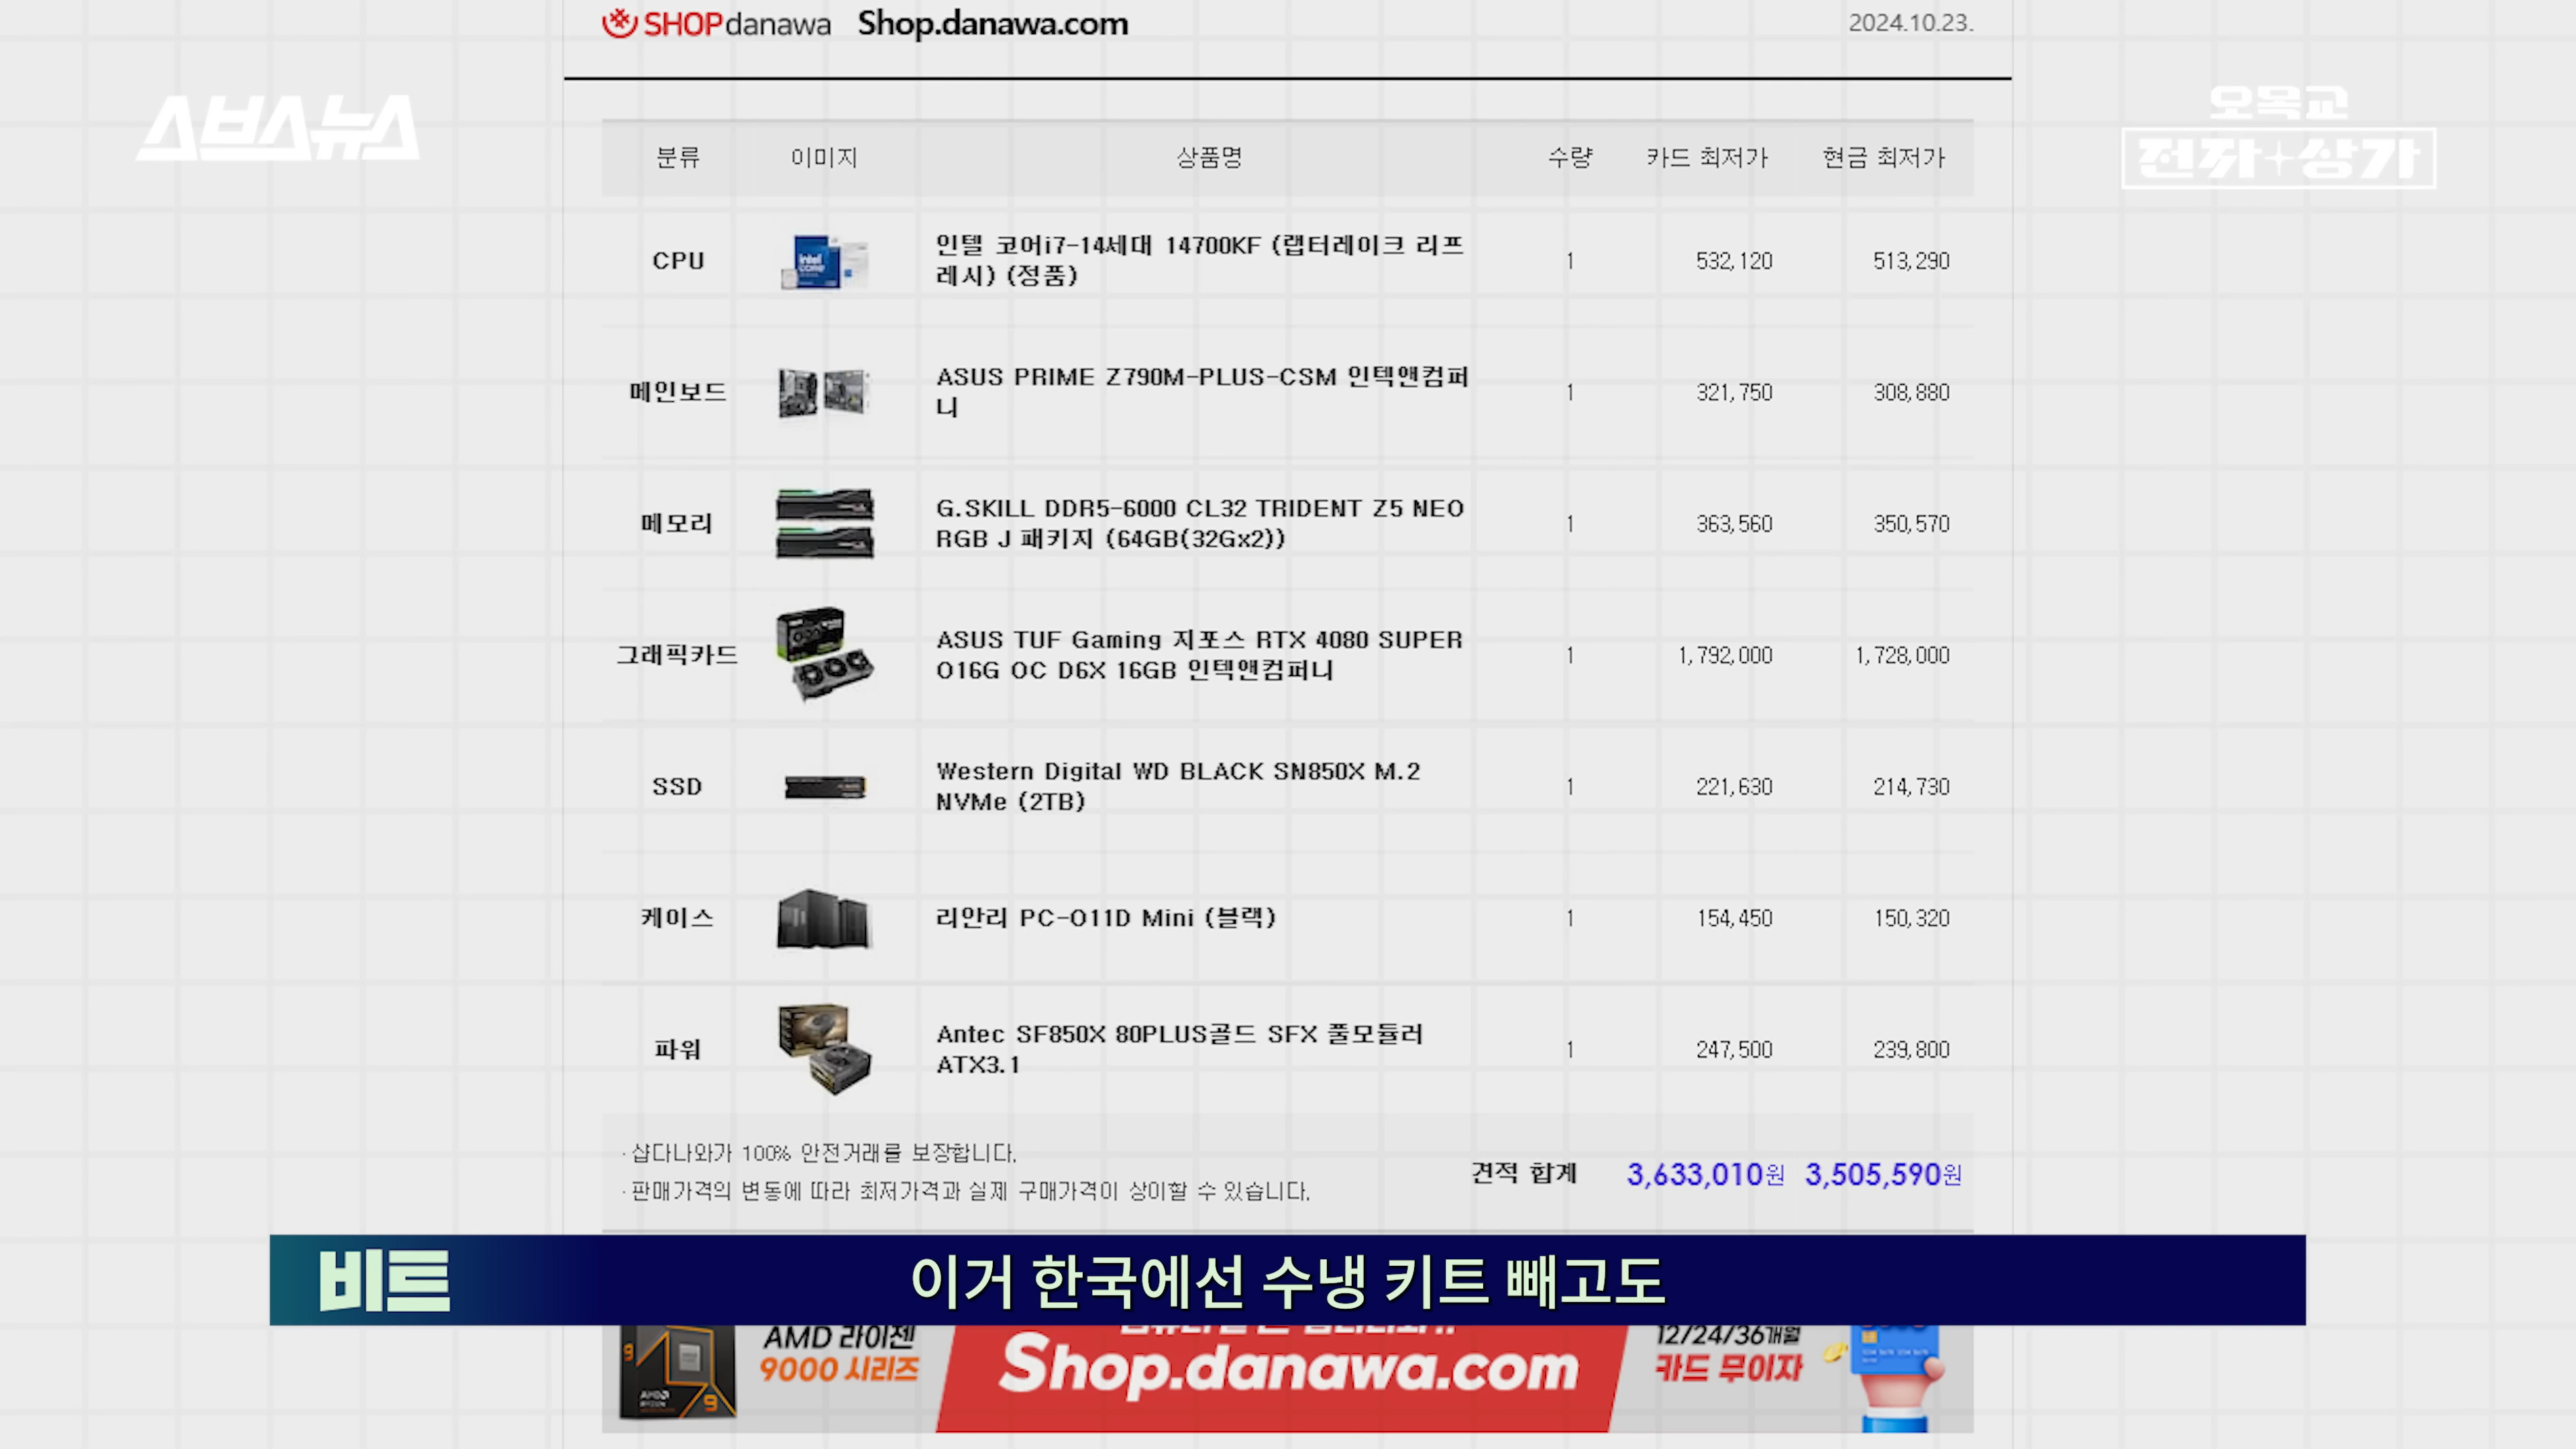 SHOPdanawa Shop.danawa.com 2024.10.23.
스브스뉴스
오목교
전자상가
분류 이미지 상품명 수량 카드 최저가 현금 최저가
CPU 인텔 코어i7-14세대 14700KF (랩터레이크 리프
레시) (정품) 1 532,120 513,290
메인보드 ASUS PRIME Z790M-PLUS-CSM 인텍앤컴퍼
니 1 321,750 308,880
메모리 G.SKILL DDR5-6000 CL32 TRIDENT Z5 NEO
RGB J 패키지 (64GB(32Gx2)) 1 363,560 350,570
그래픽카드 ASUS TUF Gaming 지포스 RTX 4080 SUPER
O16G OC D6X 16GB 인텍앤컴퍼니 1 1,792,000 1,728,000
SSD Western Digital WD BLACK SN850X M.2
NVMe (2TB) 1 221,630 214,730
케이스 리안리 PC-O11D Mini (블랙) 1 154,450 150,320
파워 Antec SF850X 80PLUS골드 SFX 풀모듈러
ATX3.1 1 247,500 239,800
· 샵다나와가 100% 안전거래를 보장합니다.
· 판매가격의 변동에 따라 최저가격과 실제 구매가격이 상이할 수 있습니다.
견적 합계 3,633,010원 3,505,590원
비트 이거 한국에선 수냉 키트 빼고도
AMD 라이젠
9000 시리즈
Shop.danawa.com
12/24/36개월
카드 무이자